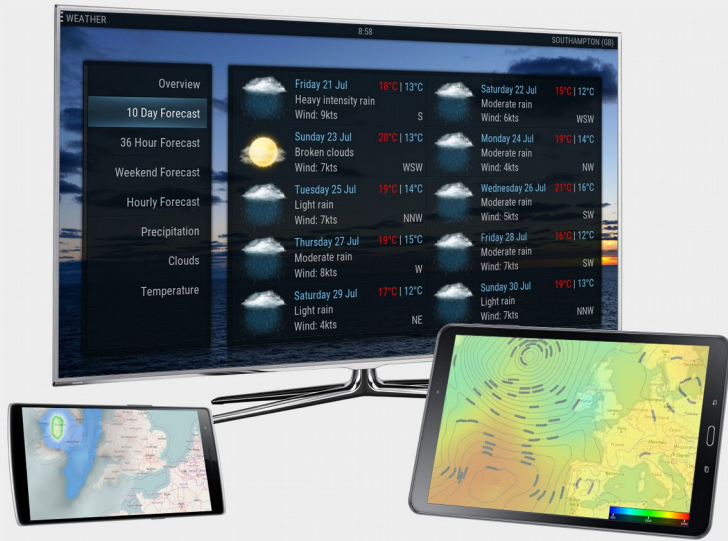 WEATHER
8:58
SOUTHAMPTON (GB)
Overview
10 Day Forecast
36 Hour Forecast
Weekend Forecast
Hourly Forecast
Precipitation
Clouds
Temperature
Friday 21 Jul 18°C | 13°C
Heavy intensity rain
Wind: 9kts S
Saturday 22 Jul 15°C | 12°C
Moderate rain
Wind: 6kts WSW
Sunday 23 Jul 20°C | 13°C
Broken clouds
Wind: 7kts WSW
Monday 24 Jul 19°C | 14°C
Moderate rain
Wind: 4kts NW
Tuesday 25 Jul 19°C | 14°C
Light rain
Wind: 7kts NNW
Wednesday 26 Jul 21°C | 16°C
Moderate rain
Wind: 5kts SW
Thursday 27 Jul 19°C | 15°C
Moderate rain
Wind: 8kts W
Friday 28 Jul 16°C | 12°C
Moderate rain
Wind: 7kts SW
Saturday 29 Jul 17°C | 12°C
Light rain
Wind: 4kts NE
Sunday 30 Jul 19°C | 13°C
Light rain
Wind: 7kts NNW